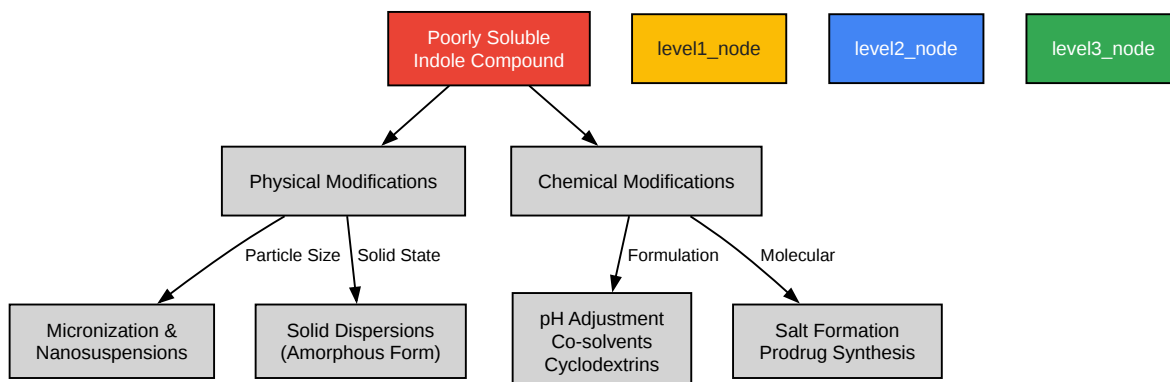 Poorly Soluble
Indole Compound
level1_node
level2_node
level3_node
Physical Modifications
Chemical Modifications
Particle Size
Solid State
Formulation
Molecular
Micronization &
Nanosuspensions
Solid Dispersions
(Amorphous Form)
pH Adjustment
Co-solvents
Cyclodextrins
Salt Formation
Prodrug Synthesis